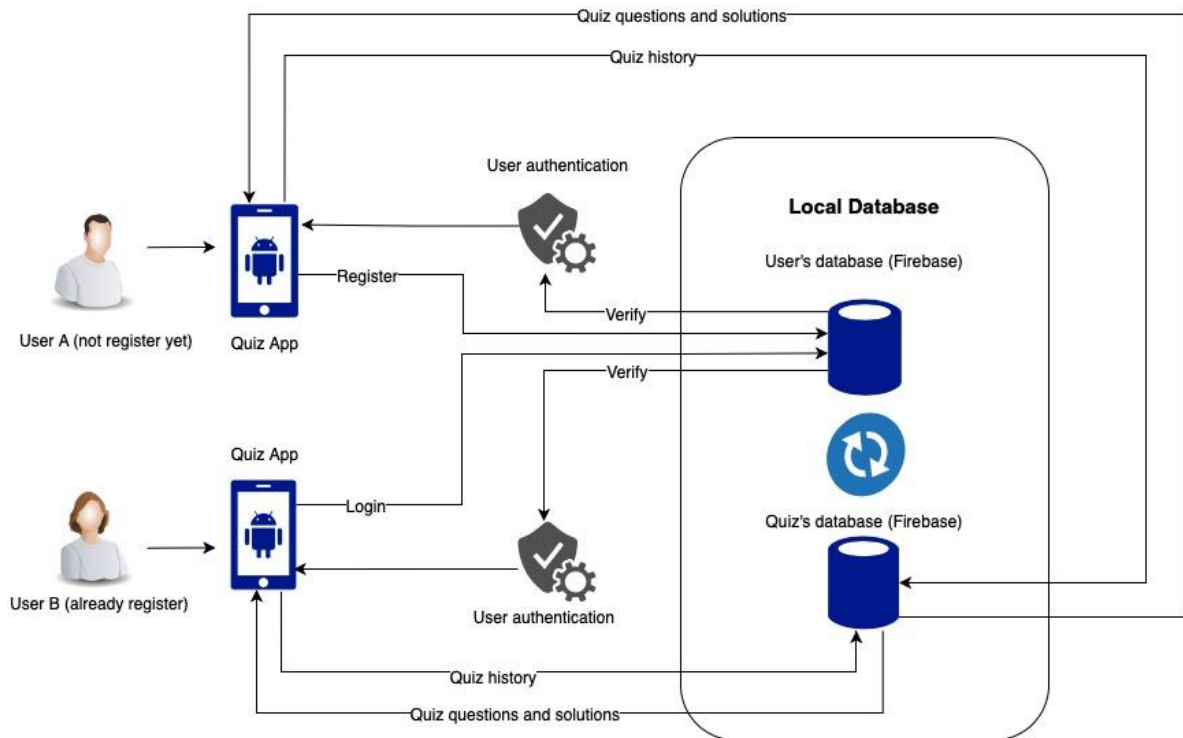 Quiz questions and solutions
Quiz history
User authentication
Local Database
User's database (Firebase)
Register
Verify
User A (not register yet)
Quiz App
Verify
Quiz App
Login
Quiz's database (Firebase)
User B (already register)
User authentication
Quiz history
Quiz questions and solutions